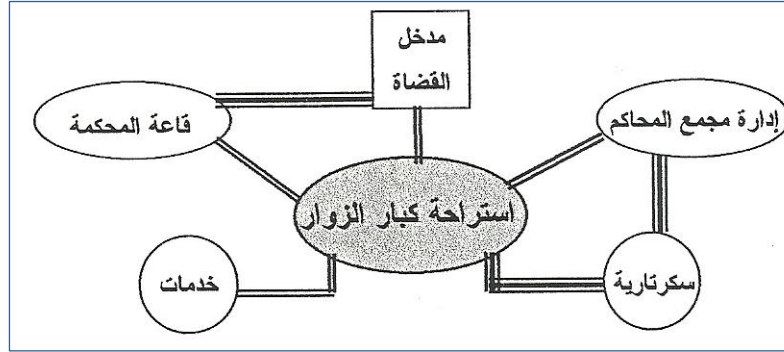 مدخل
القضاة
قاعة المحكمة
إدارة مجمع المحاكم
استراحة كبار الزوار
خدمات
سكرتارية